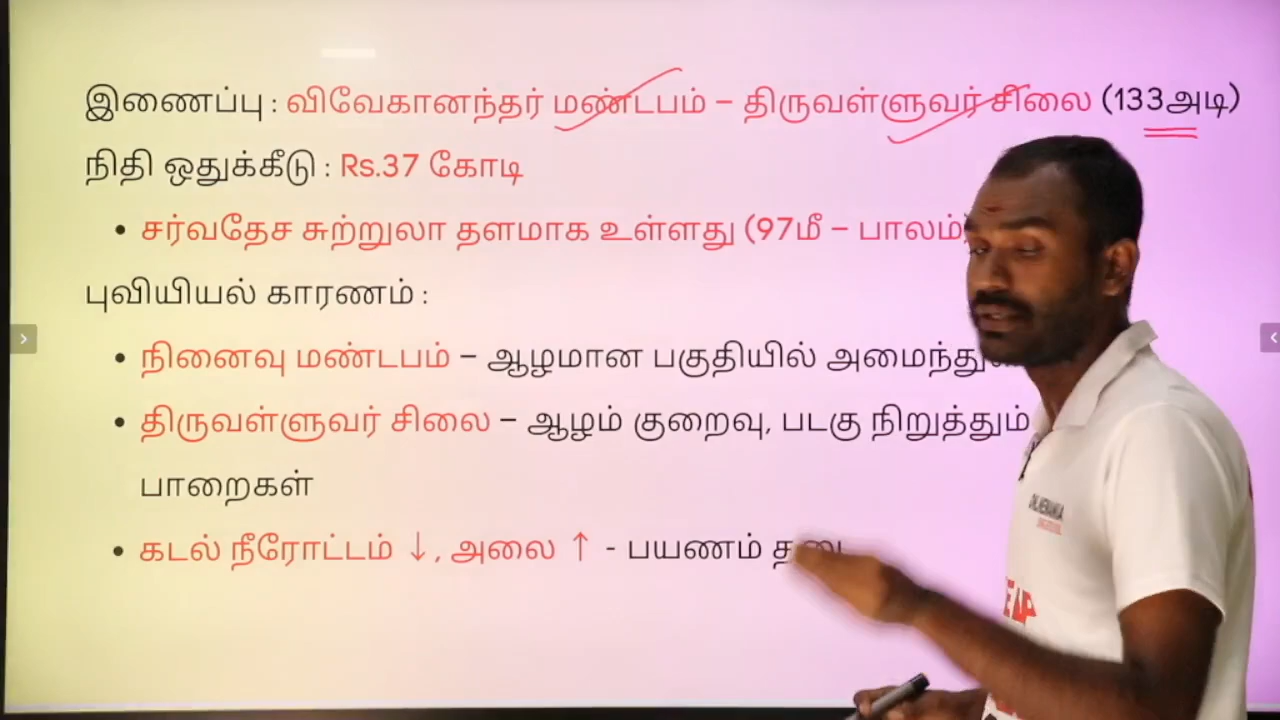 இணைப்பு : விவேகானந்தர் மண்டபம் – திருவள்ளுவர் சிலை (133அடி)
நிதி ஒதுக்கீடு : Rs.37 கோடி
• சர்வதேச சுற்றுலா தளமாக உள்ளது (97மீ – பாலம்)
புவியியல் காரணம் :
• நினைவு மண்டபம் – ஆழமான பகுதியில்
• திருவள்ளுவர் சிலை – ஆழம் குறைவு, படகு நிறுத்தும்
பாறைகள்
• கடல் நீரோட்டம் ↓, அலை ↑ - பயணம்